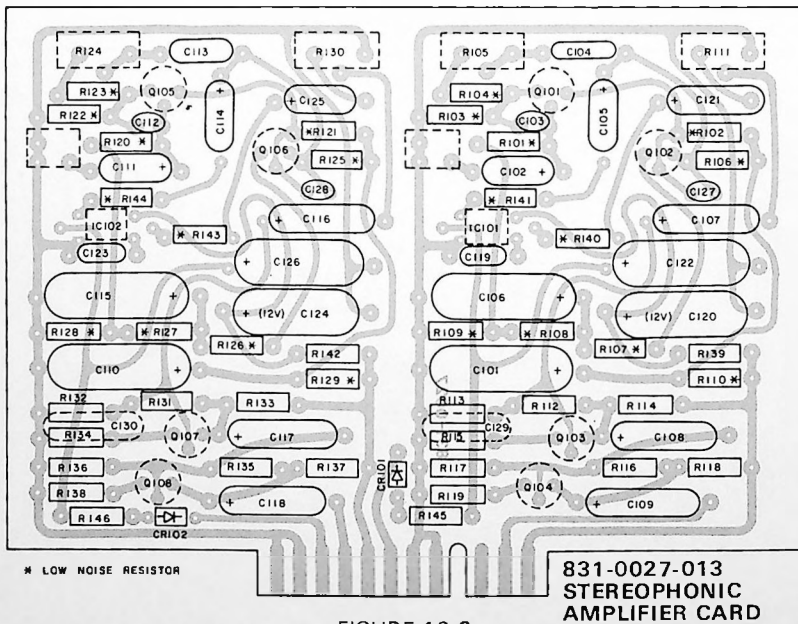 R124 C113 R130 R105 C104 R111
R123* Q105 C125 R104* Q101 C121
R122* C112 C114 *R121 R103* C103 C105 *R102
R120* Q106 R125* R101* Q102 R106*
C111 C128 C102 C127
*R144 C116 *R141 C107
IC102 *R143 IC101 *R140
C123 C126 C119 C122
C115 (12V) C124 C106 (12V) C120
R128* *R127 R126* R142 R109* *R108 R107* R139
C110 R129* C101 R110*
R132 R131 R133 R113 R112 R114
C130 C129
R134 Q107 C117 R115 Q103 C108
R136 R135 R137 CR101 R117 R116 R118
R138 Q108 C118 R119 Q104 C109
R146 CR102 R145
* LOW NOISE RESISTOR
831-0027-013
STEREOPHONIC
AMPLIFIER CARD